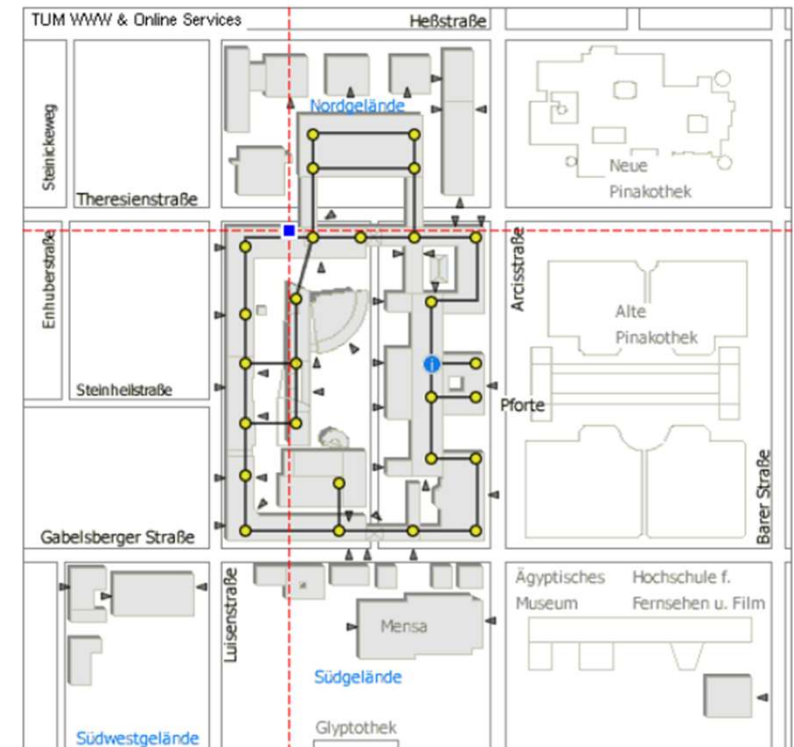 TUM WWW & Online Services
Heßstraße
Nordgelände
Steinickeweg
Neue
Pinakothek
Theresienstraße
Enhuberstraße
Arcisstraße
Alte
Pinakothek
Steinheilstraße
i
Pforte
Barer Straße
Gabelsberger Straße
Luisenstraße
Ägyptisches
Museum
Hochschule f.
Fernsehen u. Film
Mensa
Südgelände
Glyptothek
Südwestgelände